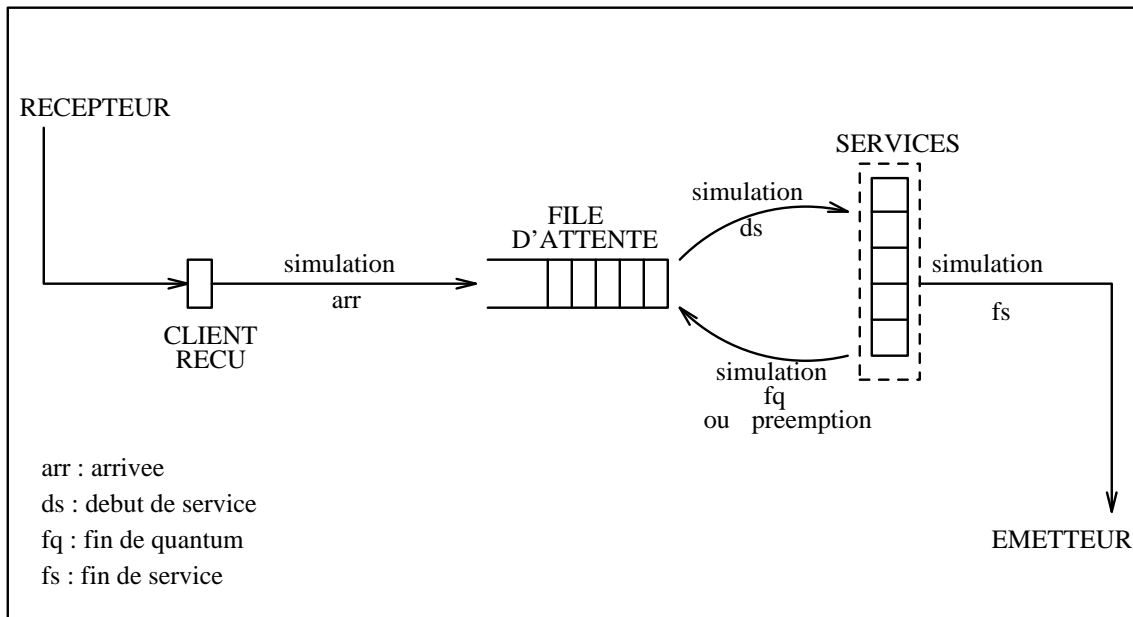 RECEPTEUR
SERVICES
simulation
ds
FILE
D'ATTENTE
simulation
arr
simulation
fs
CLIENT
RECU
simulation
fq
ou preemption
arr : arrivee
ds : debut de service
fq : fin de quantum
fs : fin de service
EMETTEUR